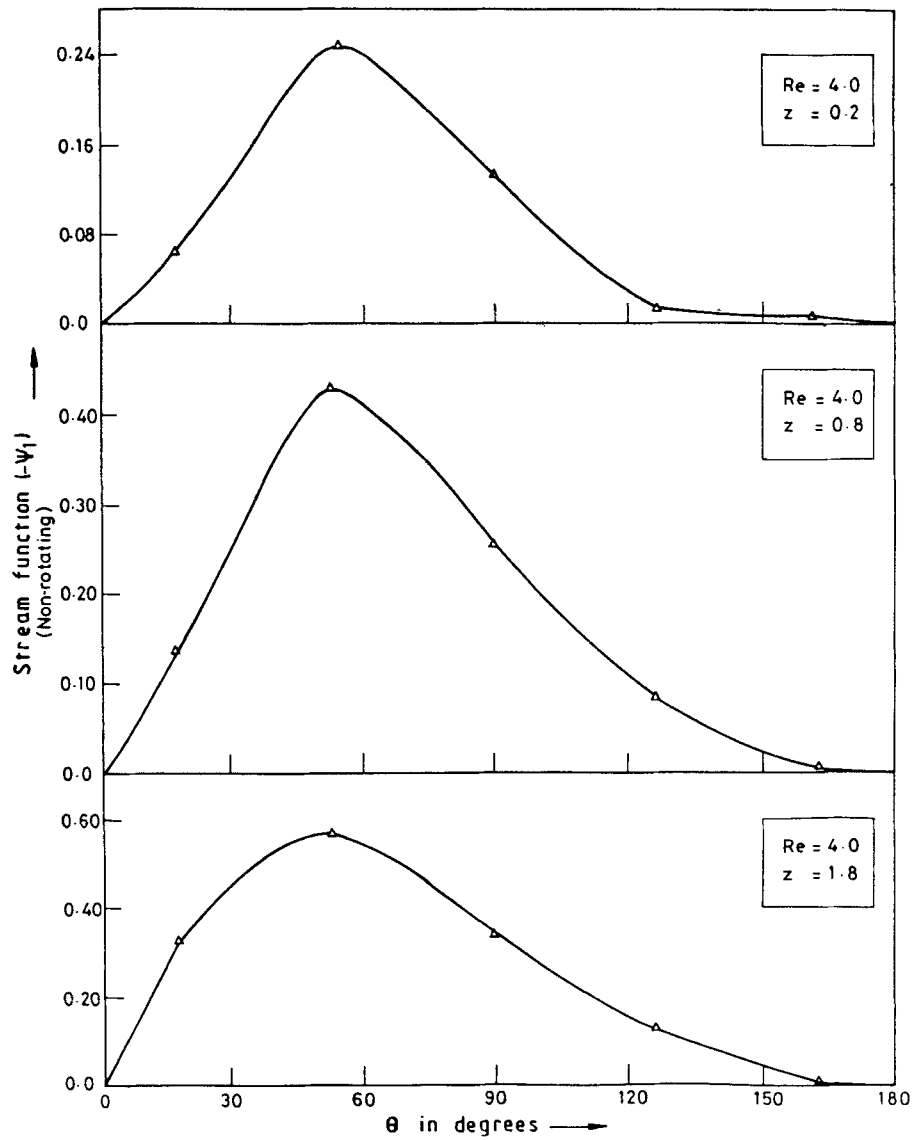 0.24
0.16
0.08
0.0
Re = 4.0
z = 0.2
0.40
0.30
0.20
0.10
0.0
Re = 4.0
z = 0.8
Stream function (-Ψ1)
(Non-rotating)
0.60
0.40
0.20
0.0
Re = 4.0
z = 1.8
0 30 60 90 120 150 180
θ in degrees